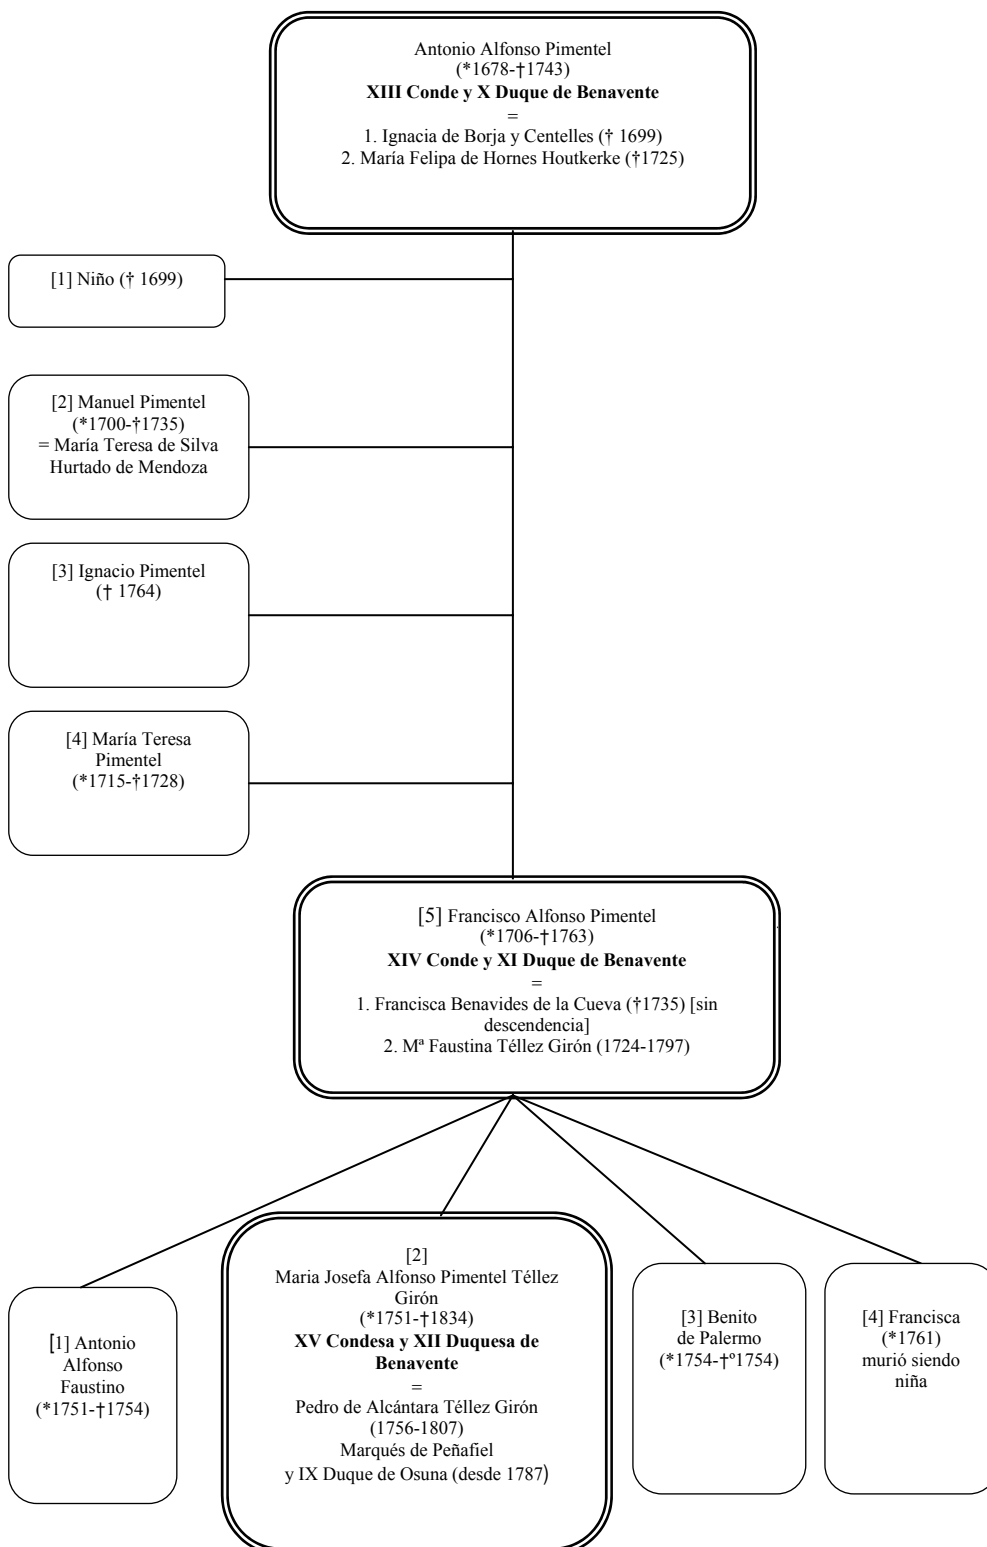 Antonio Alfonso Pimentel
(*1678-†1743)
XIII Conde y X Duque de Benavente
=
1. Ignacia de Borja y Centelles († 1699)
2. María Felipa de Hornes Houtkerke (†1725)
[1] Niño († 1699)
[2] Manuel Pimentel
(*1700-†1735)
= María Teresa de Silva
Hurtado de Mendoza
[3] Ignacio Pimentel
(† 1764)
[4] María Teresa
Pimentel
(*1715-†1728)
[5] Francisco Alfonso Pimentel
(*1706-†1763)
XIV Conde y XI Duque de Benavente
=
1. Francisca Benavides de la Cueva (†1735) [sin
descendencia]
2. Mª Faustina Téllez Girón (1724-1797)
[1] Antonio
Alfonso
Faustino
(*1751-†1754)
[2]
Maria Josefa Alfonso Pimentel Téllez
Girón
(*1751-†1834)
XV Condesa y XII Duquesa de
Benavente
=
Pedro de Alcántara Téllez Girón
(1756-1807)
Marqués de Peñafiel
y IX Duque de Osuna (desde 1787)
[3] Benito
de Palermo
(*1754-†º1754)
[4] Francisca
(*1761)
murió siendo
niña